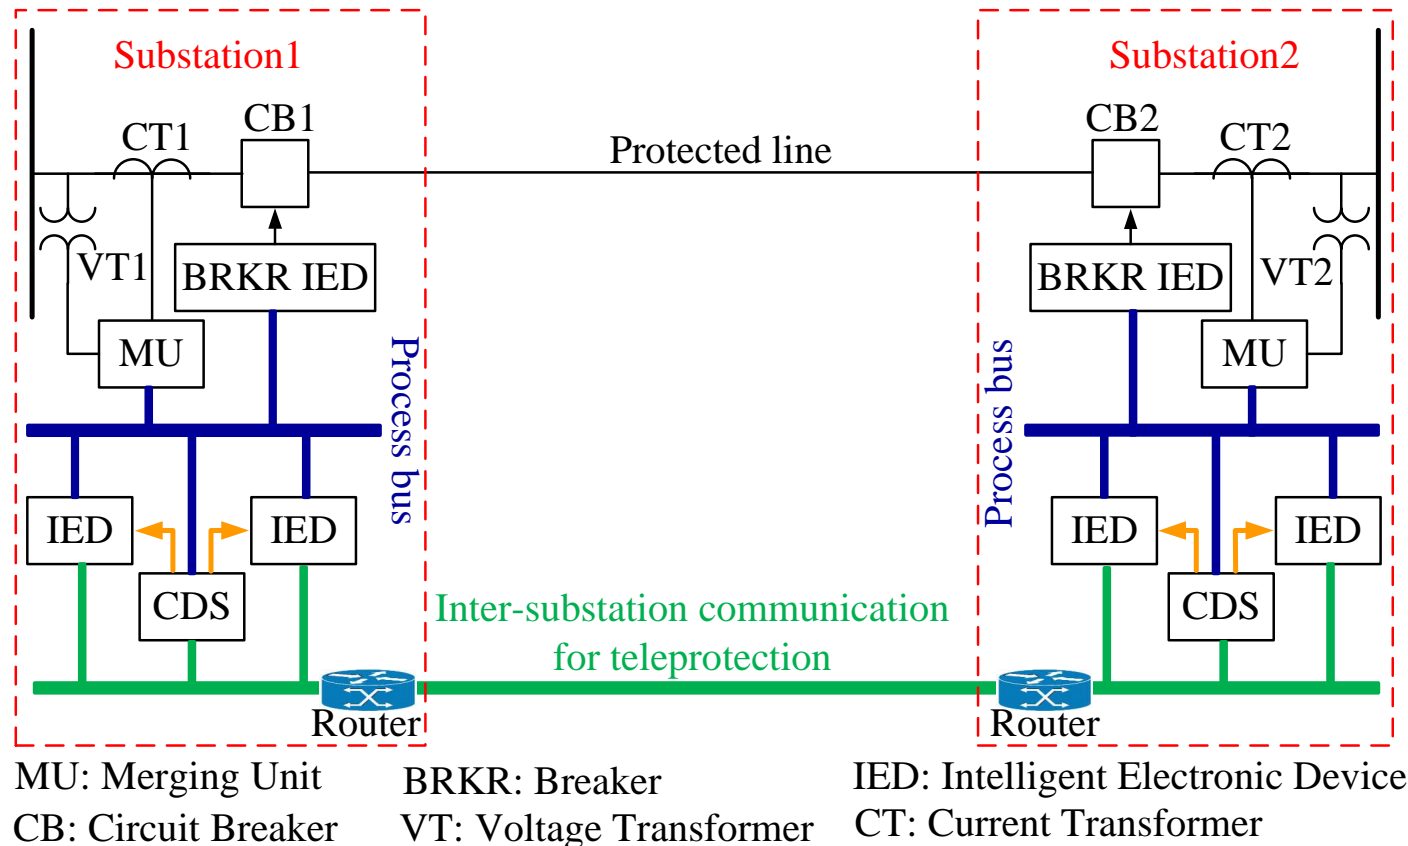 Substation1
Substation2
CB1
CB2
CT1
CT2
Protected line
VT1
BRKR IED
BRKR IED
VT2
MU
MU
Process bus
Process bus
IED
IED
IED
IED
CDS
CDS
Inter-substation communication
for teleprotection
Router
Router
MU: Merging Unit
BRKR: Breaker
IED: Intelligent Electronic Device
CB: Circuit Breaker
VT: Voltage Transformer
CT: Current Transformer